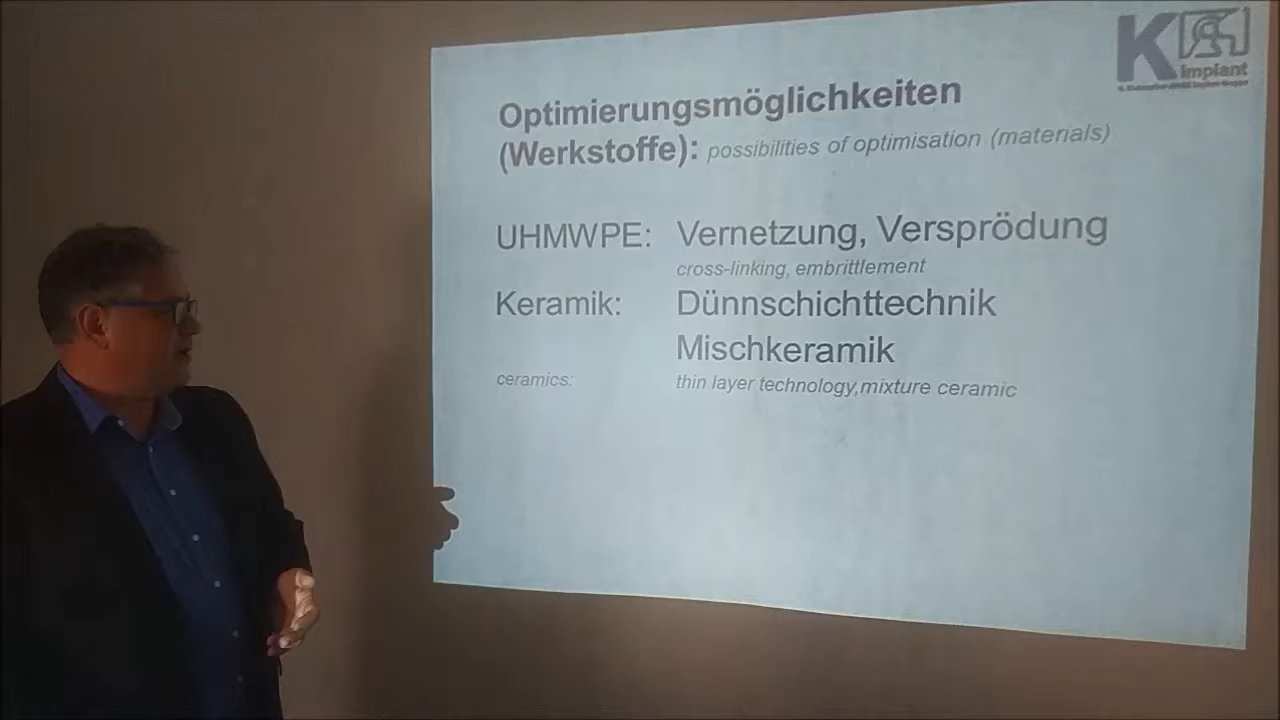 K
implant
Optimierungsmöglichkeiten
(Werkstoffe): possibilities of optimisation (materials)
UHMWPE: Vernetzung, Versprödung
cross-linking, embrittlement
Keramik: Dünnschichttechnik
Mischkeramik
ceramics: thin layer technology,mixture ceramic